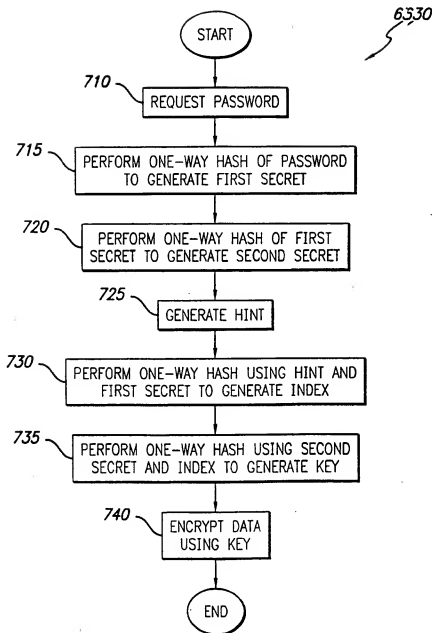 START
6330
710
REQUEST PASSWORD
715
PERFORM ONE-WAY HASH OF PASSWORD
TO GENERATE FIRST SECRET
720
PERFORM ONE-WAY HASH OF FIRST
SECRET TO GENERATE SECOND SECRET
725
GENERATE HINT
730
PERFORM ONE-WAY HASH USING HINT AND
FIRST SECRET TO GENERATE INDEX
735
PERFORM ONE-WAY HASH USING SECOND
SECRET AND INDEX TO GENERATE KEY
740
ENCRYPT DATA
USING KEY
END